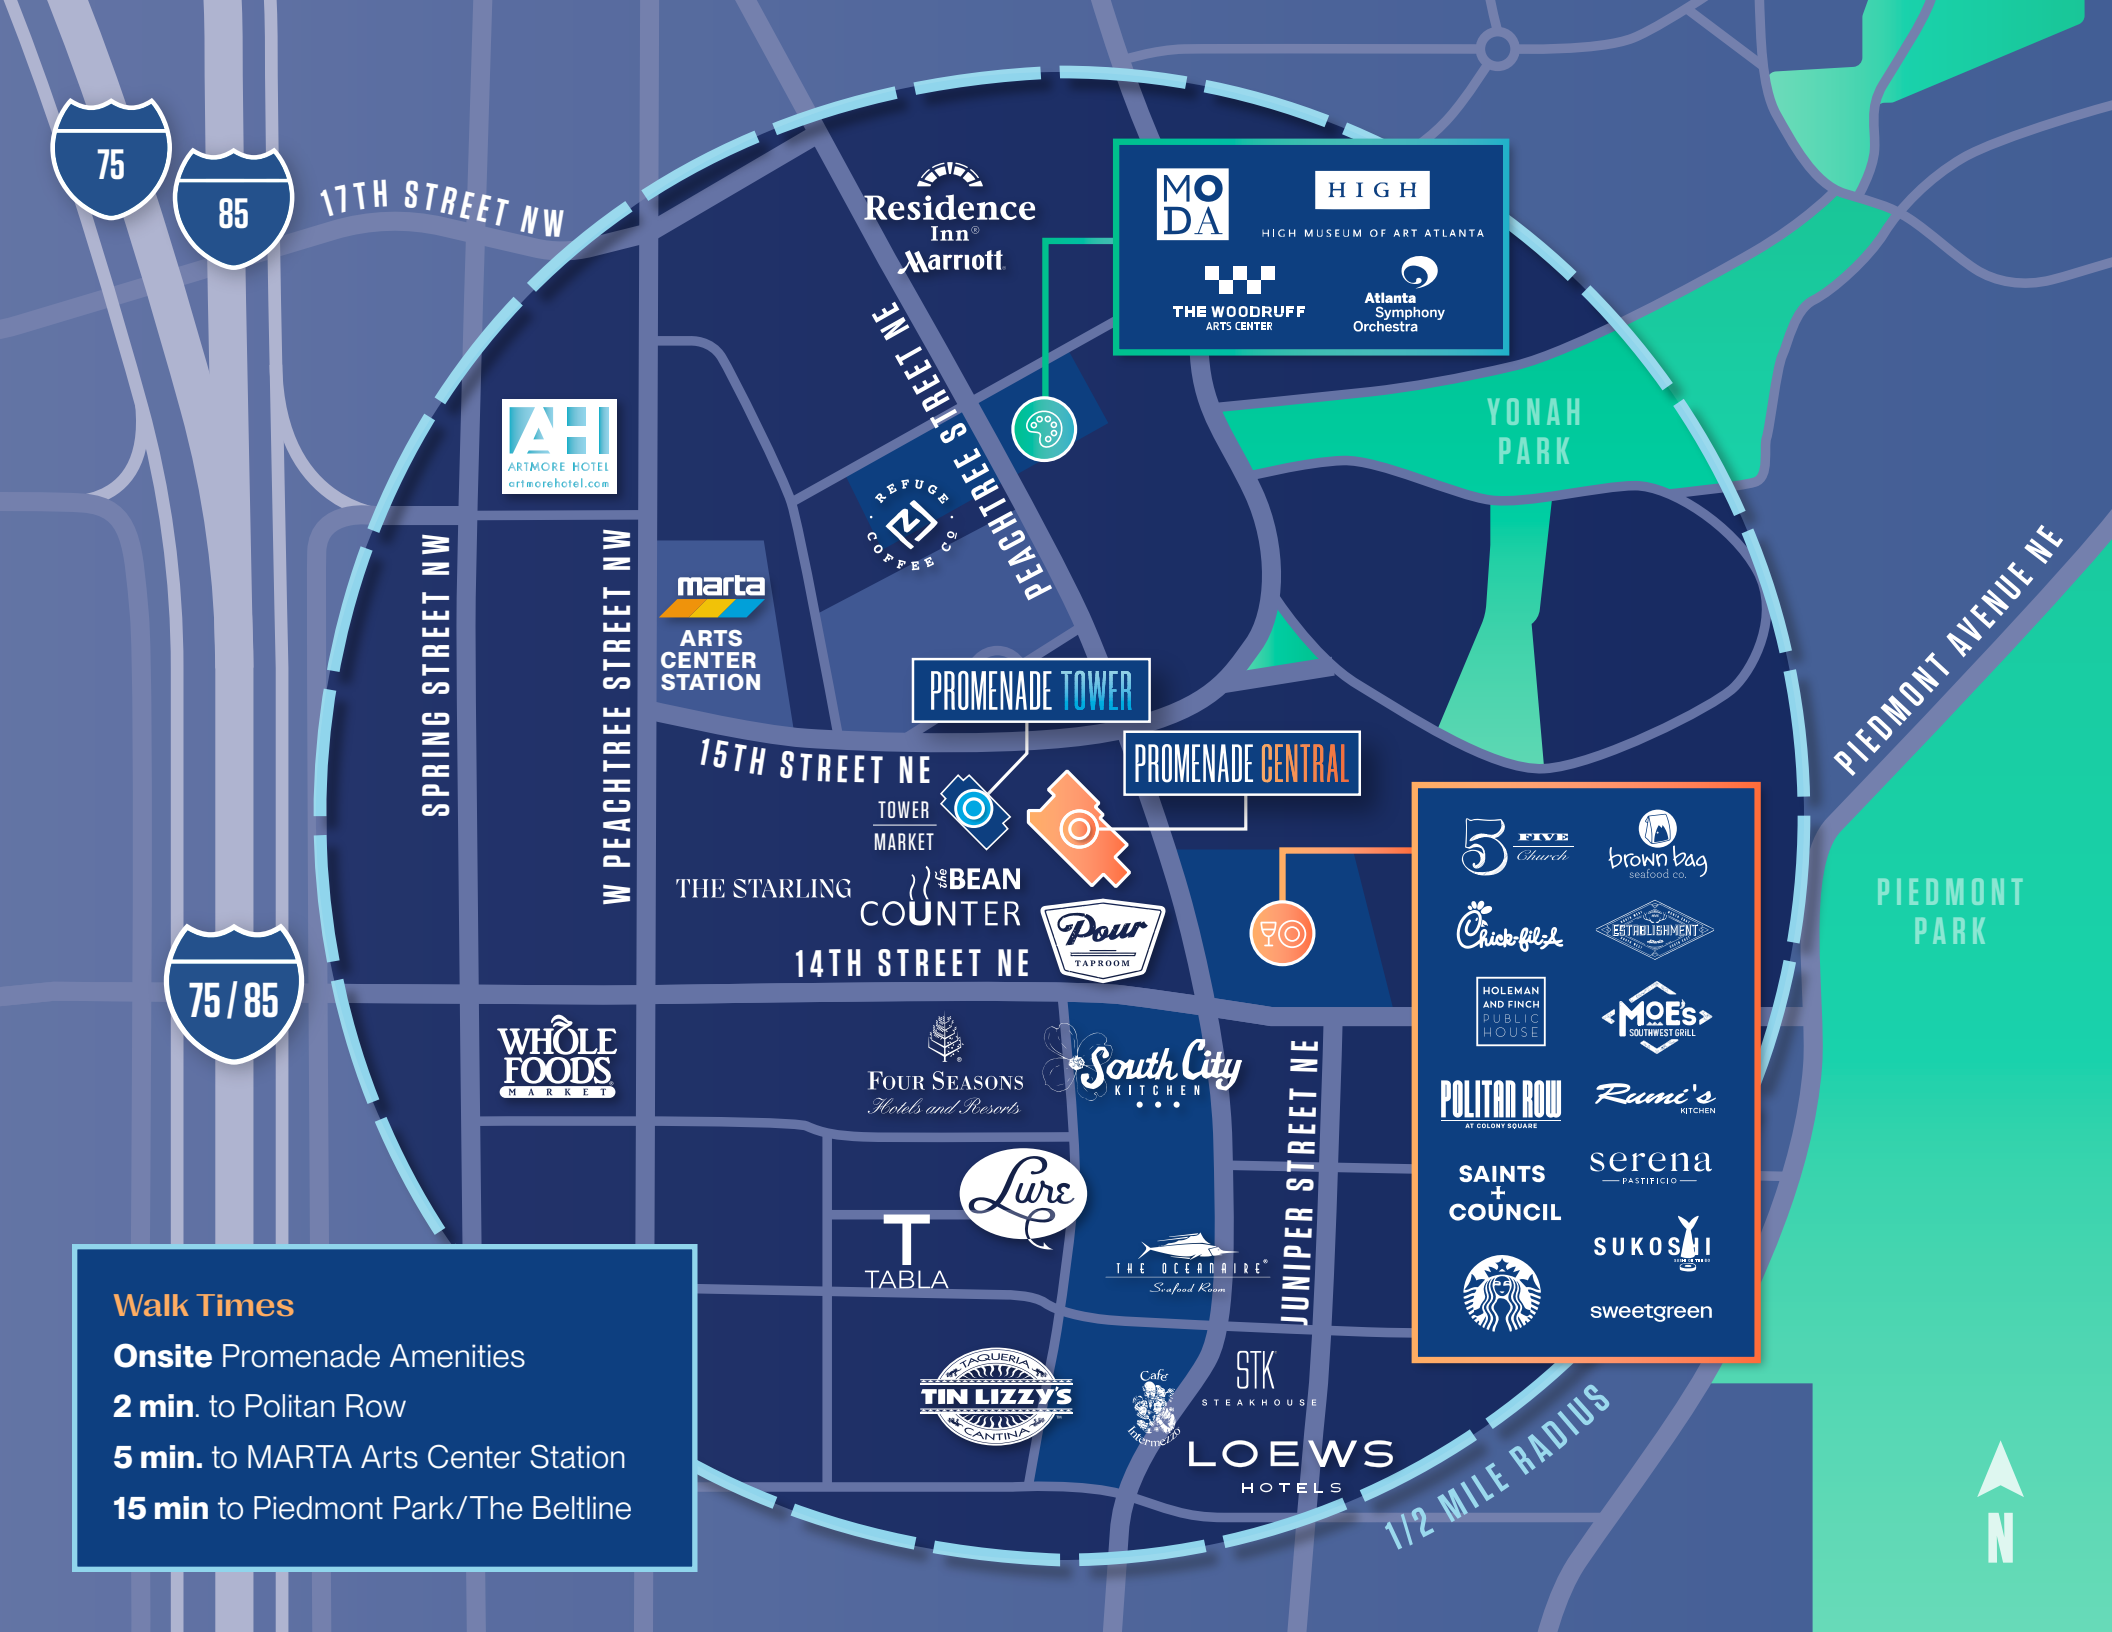 75
85
17TH STREET NW
Residence
Inn®
Marriott
MO
DA
HIGH
HIGH MUSEUM OF ART ATLANTA
THE WOODRUFF
ARTS CENTER
Atlanta
Symphony
Orchestra
PEACHTREE STREET NE
AH
ARTMORE HOTEL
artmorehotel.com
YONAH
PARK
REFUGE
COFFEE CO.
SPRING STREET NW
W PEACHTREE STREET NW
marta
ARTS
CENTER
STATION
PIEDMONT AVENUE NE
PROMENADE TOWER
PROMENADE CENTRAL
15TH STREET NE
TOWER
MARKET
THE STARLING
the BEAN
COUNTER
Pour
TAPROOM
14TH STREET NE
75/85
5 FIVE
Church
brown bag
seafood co.
Chick-fil-A
ESTABLISHMENT
HOLEMAN
AND FINCH
PUBLIC
HOUSE
MOE'S
SOUTHWEST GRILL
POLITAN ROW
AT COLONY SQUARE
Rumi's
KITCHEN
SAINTS
+
COUNCIL
serena
PASTIFICIO
SUKOSHI
sweetgreen
PIEDMONT
PARK
WHOLE
FOODS
MARKET
FOUR SEASONS
Hotels and Resorts
South City
KITCHEN
JUNIPER STREET NE
Lure
T
TABLA
THE OCEANAIRE®
Seafood Room
TAQUERIA
TIN LIZZY'S
CANTINA
Café
Intermezzo
STK
STEAKHOUSE
LOEWS
HOTELS
1/2 MILE RADIUS
Walk Times
Onsite Promenade Amenities
2 min. to Politan Row
5 min. to MARTA Arts Center Station
15 min to Piedmont Park/The Beltline
N